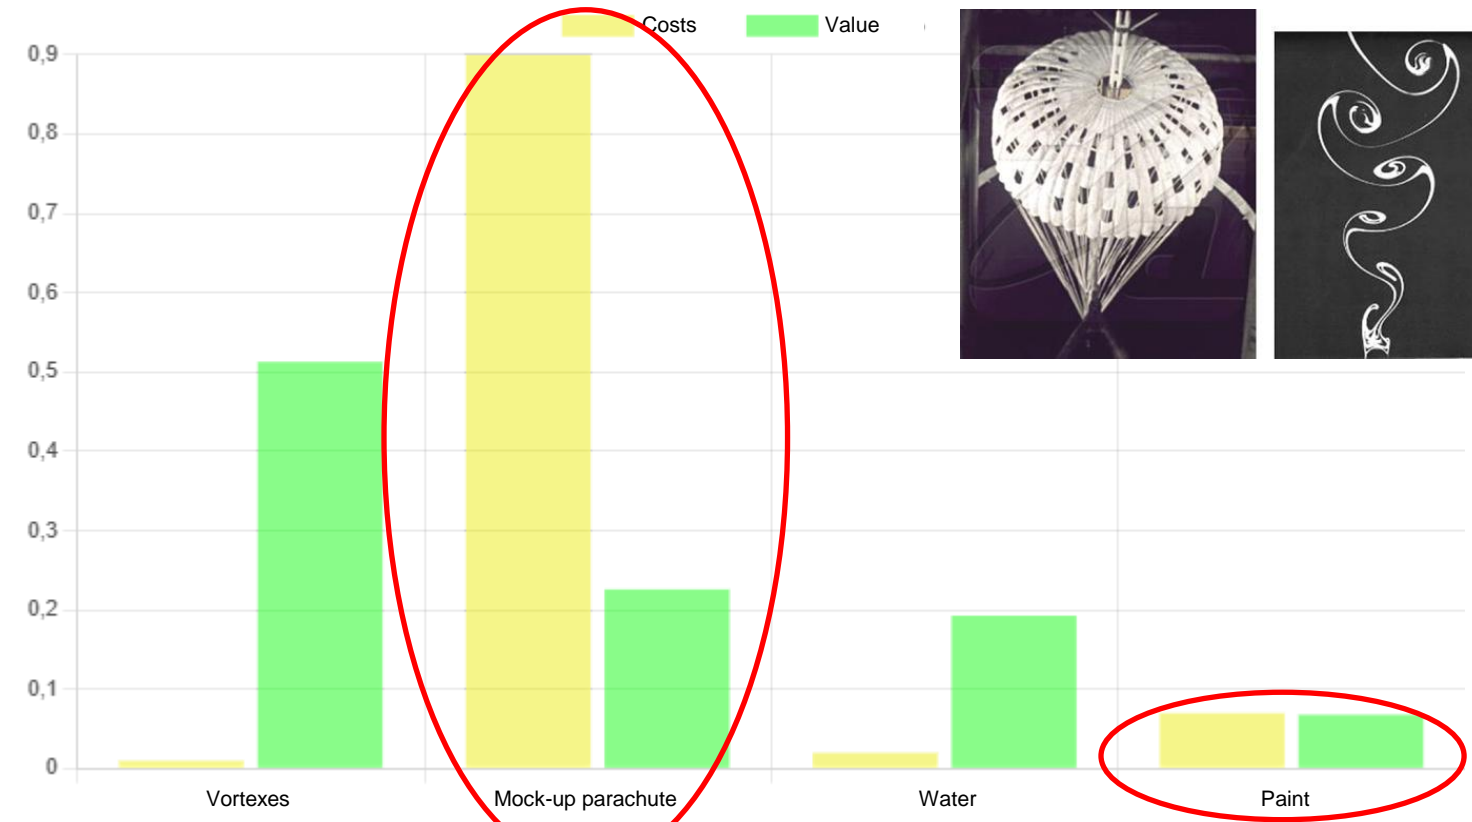 Costs
Value
0,9
0,8
0,7
0,6
0,5
0,4
0,3
0,2
0,1
0
Vortexes
Mock-up parachute
Water
Paint